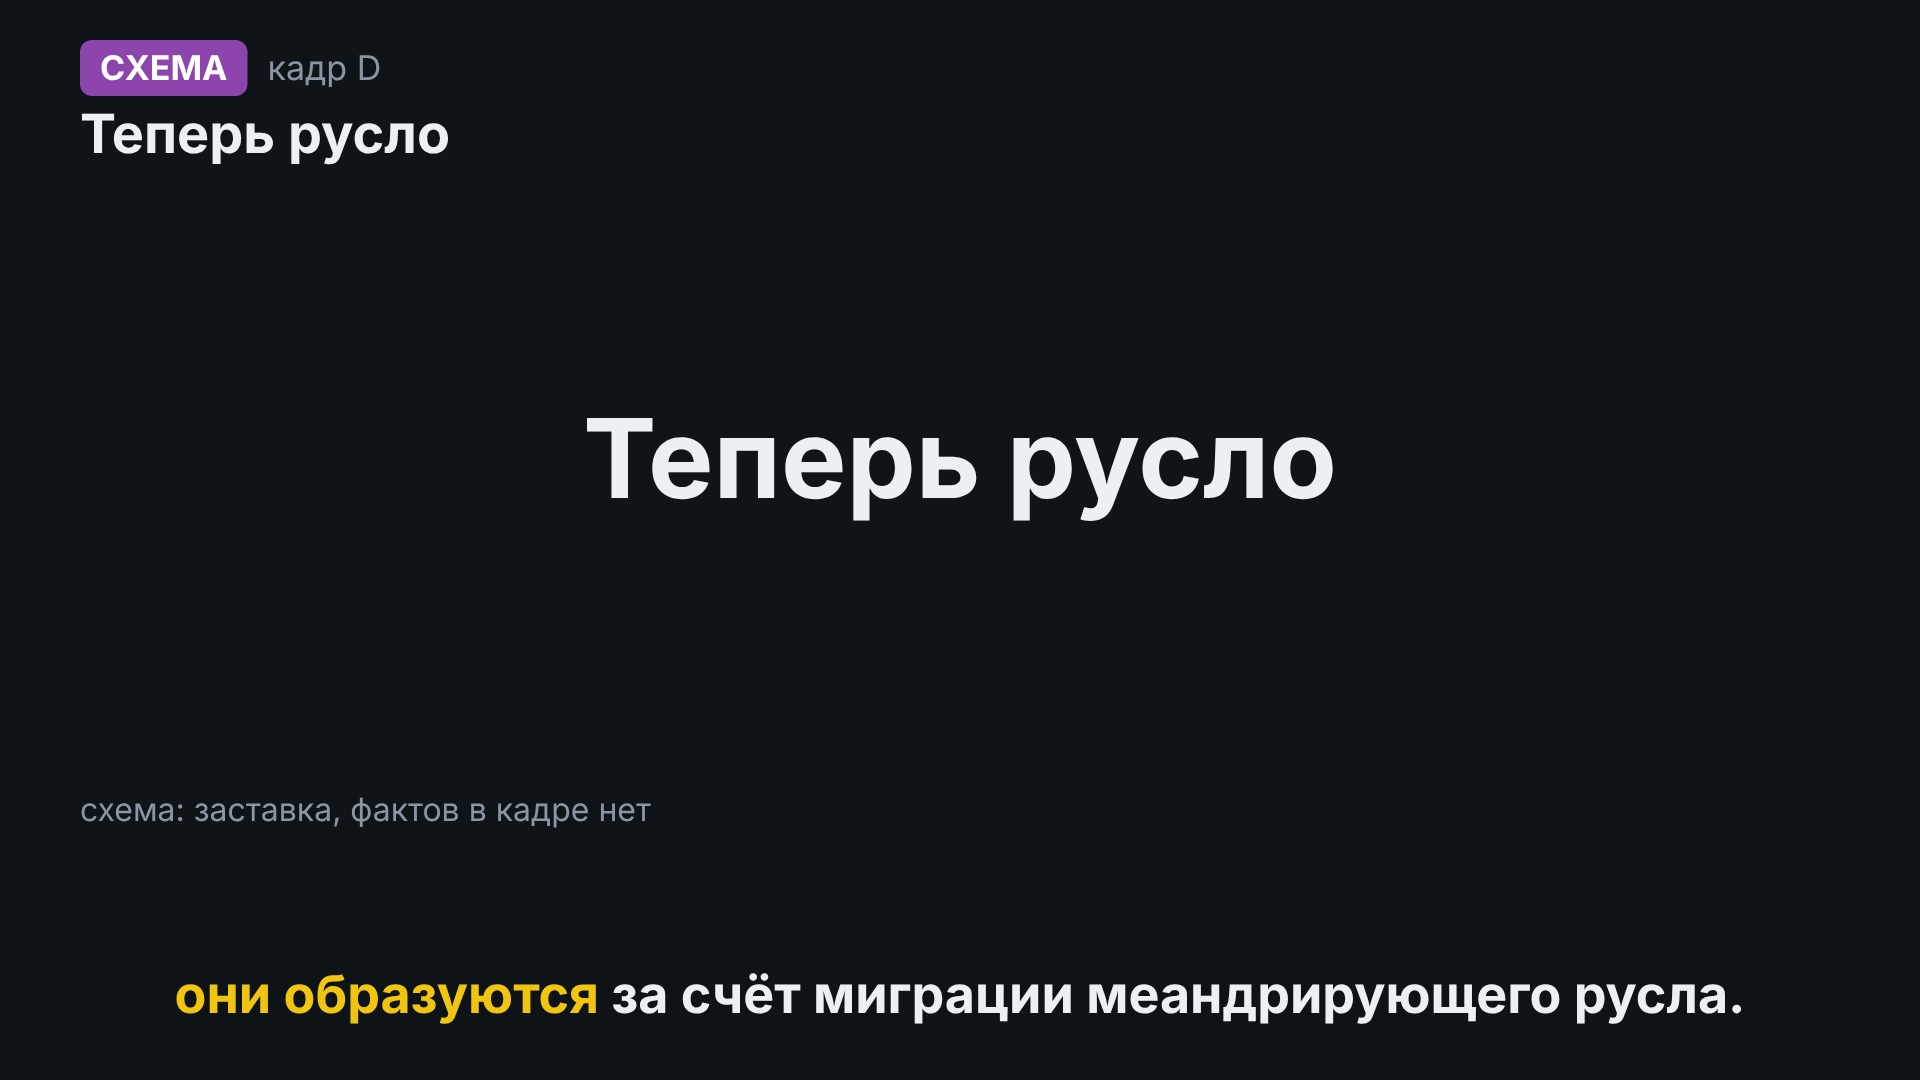 СХЕМА кадр D
Теперь русло
Теперь русло
схема: заставка, фактов в кадре нет
они образуются за счёт миграции меандрирующего русла.